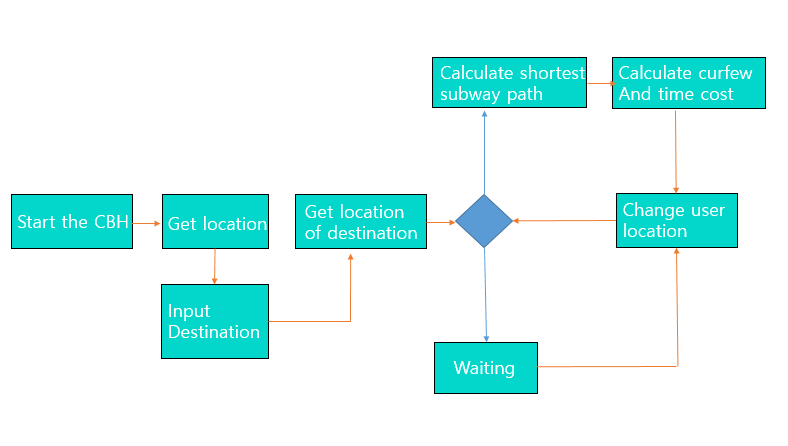 Start the CBH
Get location
Input
Destination
Get location
of destination
Calculate shortest
subway path
Calculate curfew
And time cost
Change user
location
Waiting